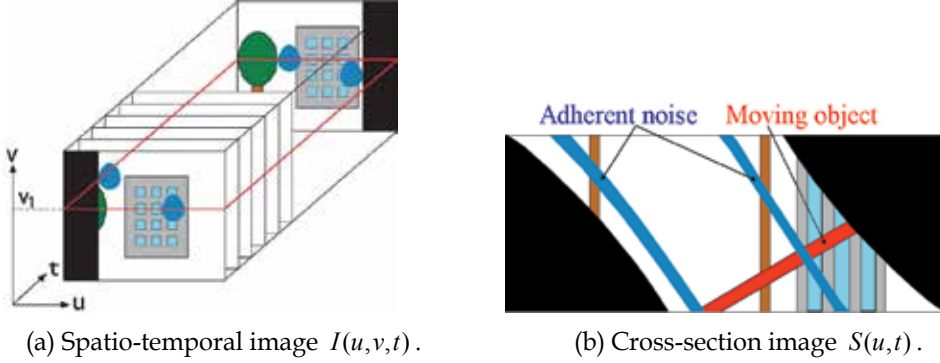 v
v₁
t
u
Adherent noise
Moving object
(a) Spatio-temporal image I(u,v,t).
(b) Cross-section image S(u,t).